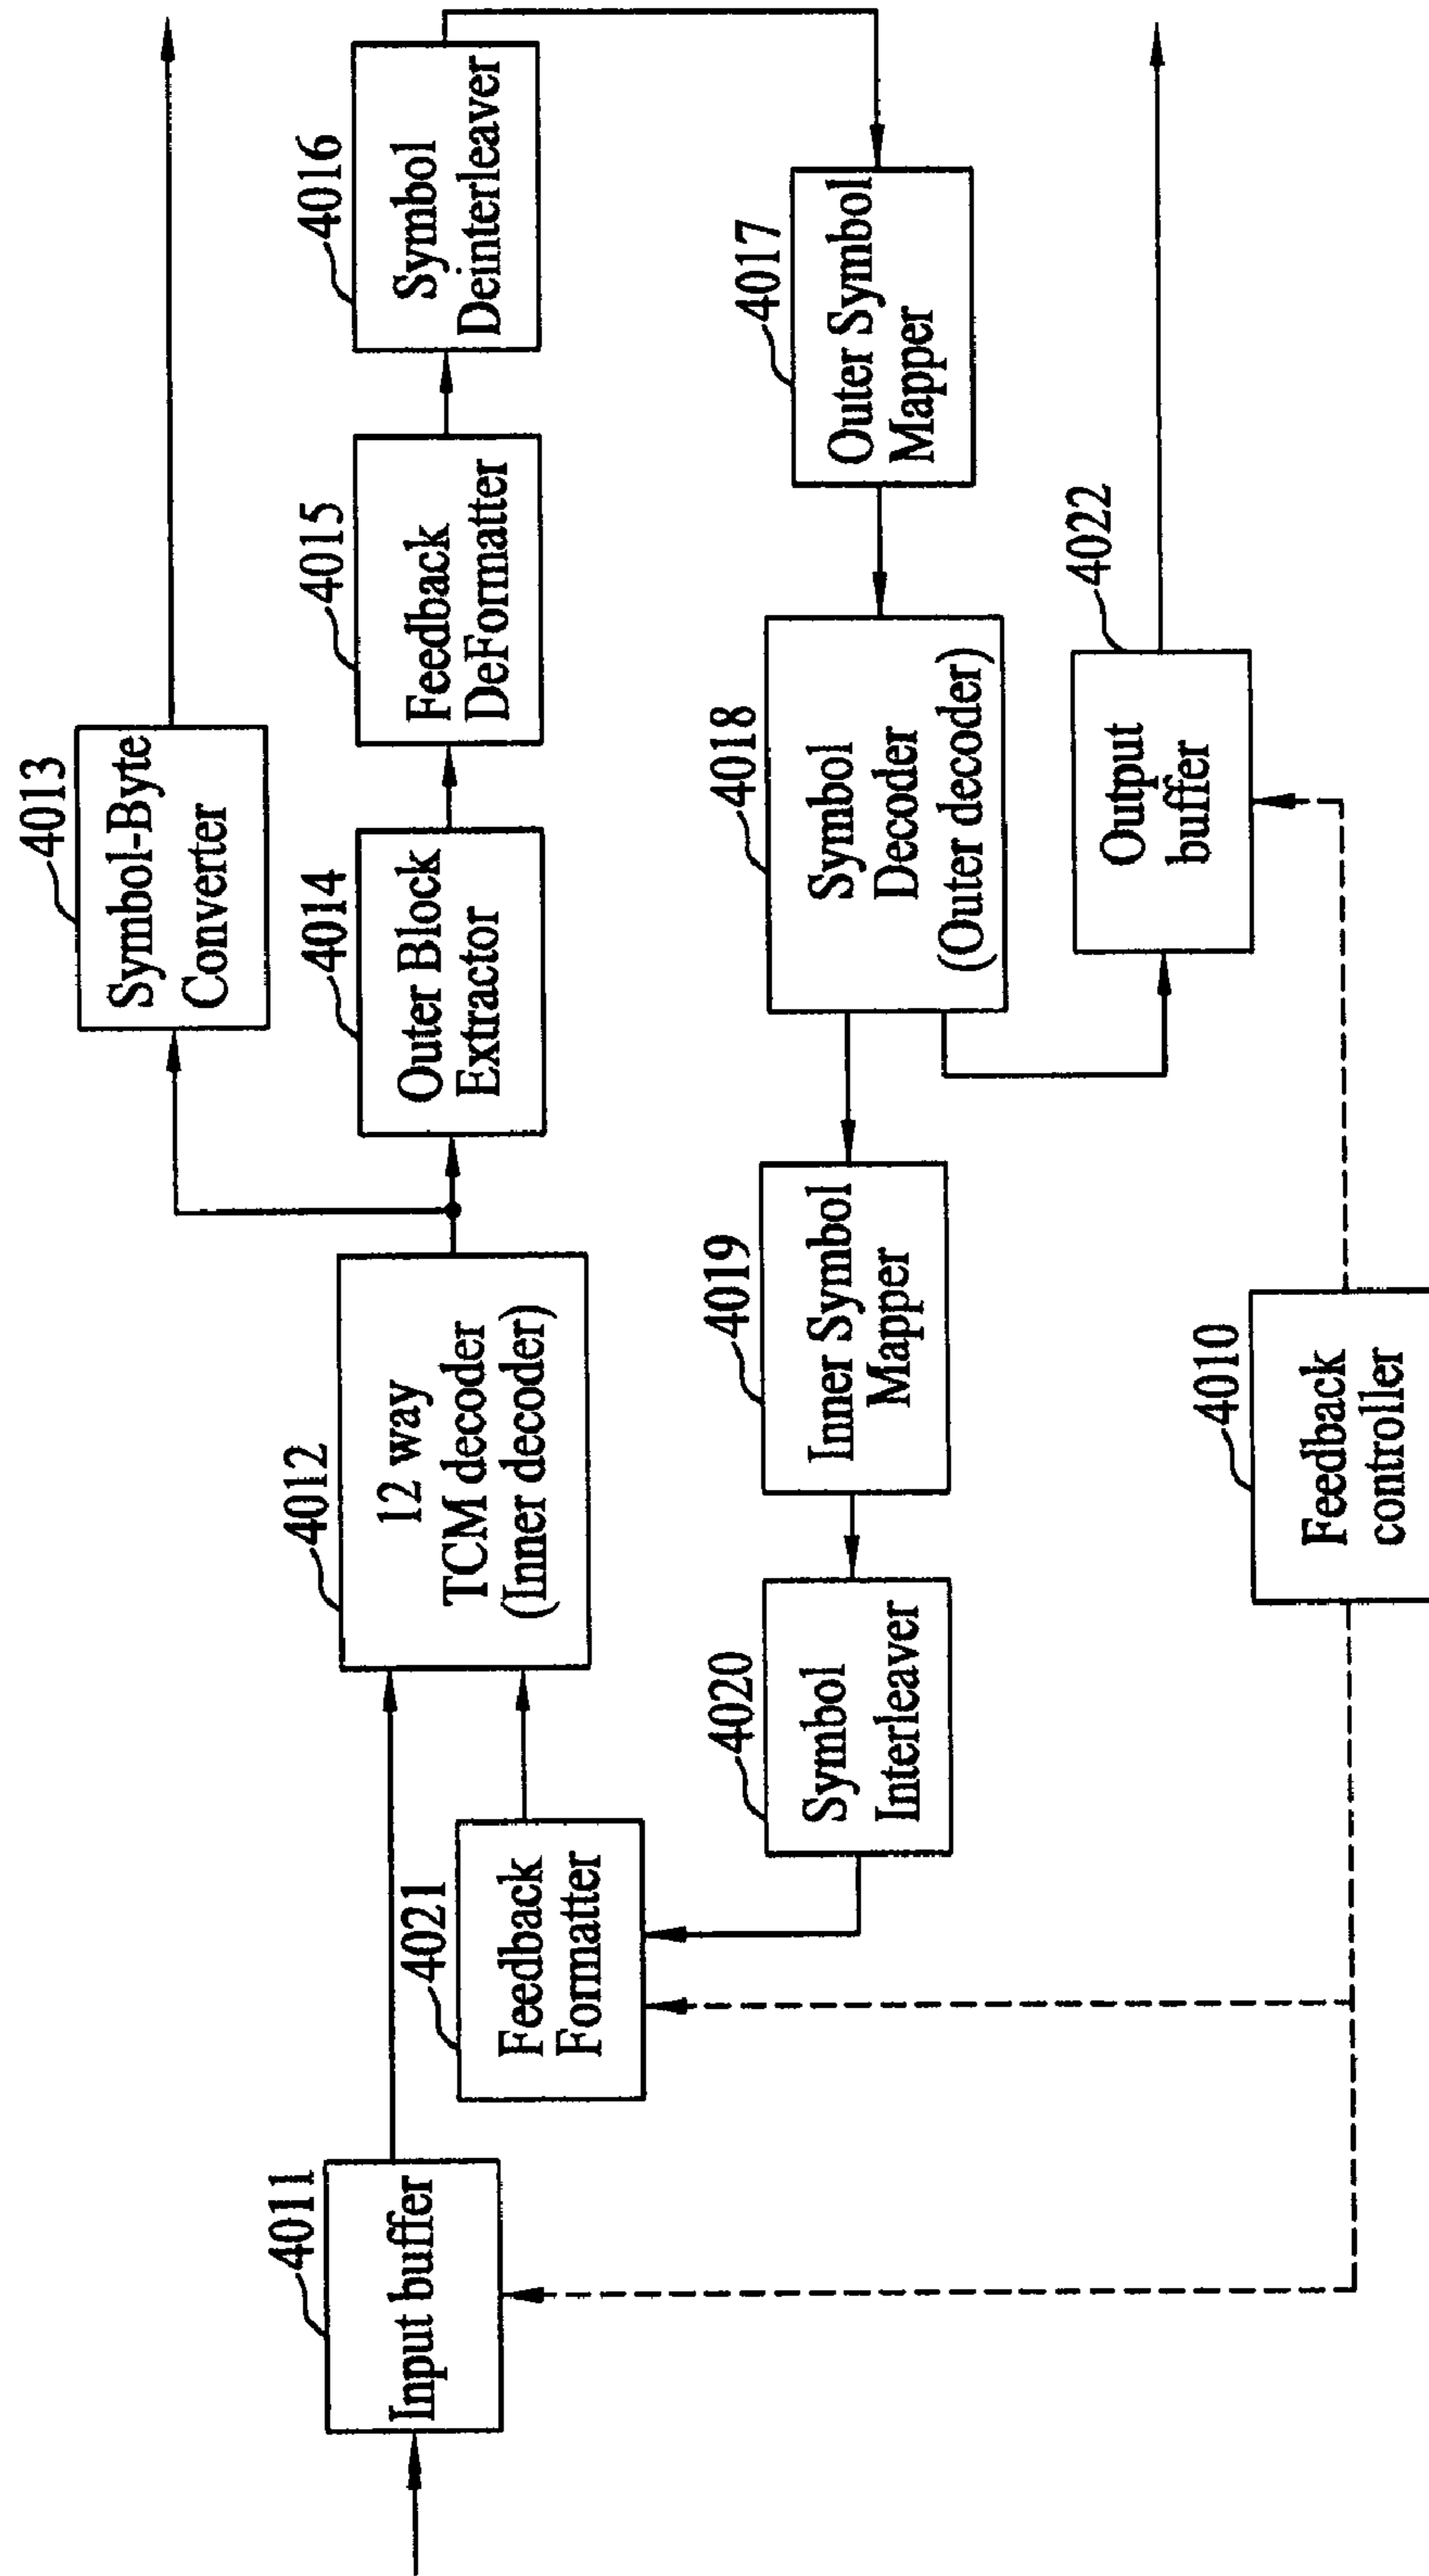 4013
Symbol-Byte
Converter
4011
Input buffer
4012
12 way
TCM decoder
(Inner decoder)
4014
Outer Block
Extractor
4015
Feedback
DeFormatter
4016
Symbol
Deinterleaver
4021
Feedback
Formatter
4020
Symbol
Interleaver
4019
Inner Symbol
Mapper
4018
Symbol
Decoder
(Outer decoder)
4017
Outer Symbol
Mapper
4022
Output
buffer
4010
Feedback
controller